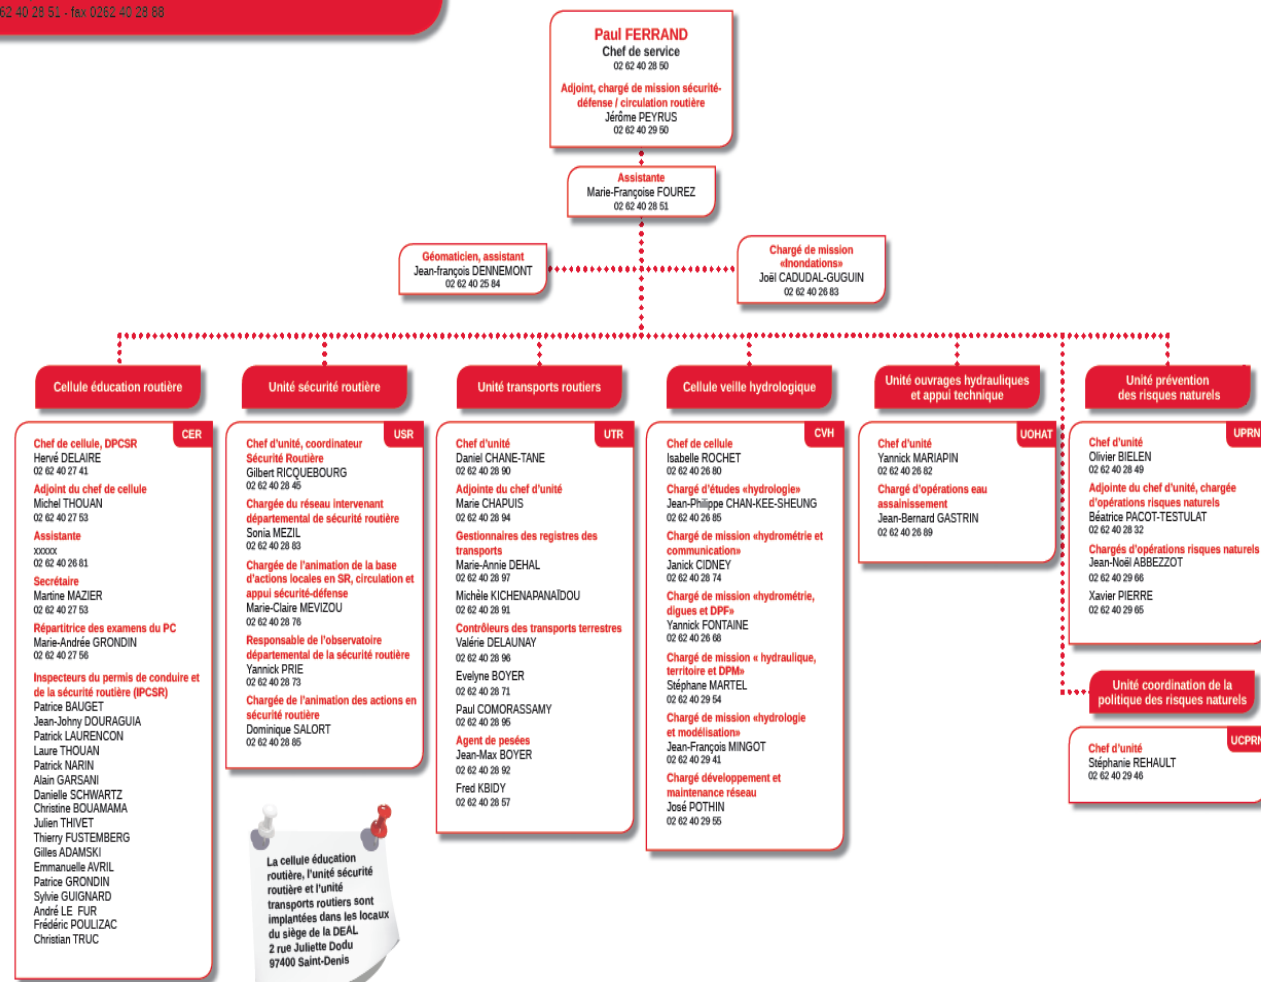 62 40 28 51 - fax 0262 40 28 88
Paul FERRAND
Chef de service
02 62 40 28 50
Adjoint, chargé de mission sécurité-
défense / circulation routière
Jérôme PEYRUS
02 62 40 29 50
Assistante
Marie-Françoise FOUREZ
02 62 40 28 51
Géomaticien, assistant
Jean-françois DENNEMONT
02 62 40 25 84
Chargé de mission
«Inondations»
Joël CADUDAL-GUGUIN
02 62 40 26 83
Cellule éducation routière
CER
Chef de cellule, DPCSR
Hervé DELAIRE
02 62 40 27 41
Adjoint du chef de cellule
Michel THOUAN
02 62 40 27 53
Assistante
xxxxx
02 62 40 26 81
Secrétaire
Martine MAZIER
02 62 40 27 53
Répartitrice des examens du PC
Marie-Andrée GRONDIN
02 62 40 27 56
Inspecteurs du permis de conduire et
de la sécurité routière (IPCSR)
Patrice BAUGET
Jean-Johny DOURAGUIA
Patrick LAURENCON
Laure THOUAN
Patrick NARIN
Alain GARSANI
Danielle SCHWARTZ
Christine BOUAMAMA
Julien THIVET
Thierry FUSTEMBERG
Gilles ADAMSKI
Emmanuelle AVRIL
Patrice GRONDIN
Sylvie GUIGNARD
André LE FUR
Frédéric POULIZAC
Christian TRUC
Unité sécurité routière
USR
Chef d'unité, coordinateur
Sécurité Routière
Gilbert RICQUEBOURG
02 62 40 28 45
Chargée du réseau intervenant
départemental de sécurité routière
Sonia MEZIL
02 62 40 28 83
Chargée de l'animation de la base
d'actions locales en SR, circulation et
appui sécurité-défense
Marie-Claire MEVIZOU
02 62 40 28 76
Responsable de l'observatoire
départemental de la sécurité routière
Yannick PRIE
02 62 40 28 73
Chargée de l'animation des actions en
sécurité routière
Dominique SALORT
02 62 40 28 85
La cellule éducation
routière, l'unité sécurité
routière et l'unité
transports routiers sont
implantées dans les locaux
du siège de la DEAL
2 rue Juliette Dodu
97400 Saint-Denis
Unité transports routiers
UTR
Chef d'unité
Daniel CHANE-TANE
02 62 40 28 90
Adjointe du chef d'unité
Marie CHAPUIS
02 62 40 28 94
Gestionnaires des registres des
transports
Marie-Annie DEHAL
02 62 40 28 97
Michèle KICHENAPANAÏDOU
02 62 40 28 91
Contrôleurs des transports terrestres
Valérie DELAUNAY
02 62 40 28 96
Evelyne BOYER
02 62 40 28 71
Paul COMORASSAMY
02 62 40 28 95
Agent de pesées
Jean-Max BOYER
02 62 40 28 92
Fred KBIDY
02 62 40 28 57
Cellule veille hydrologique
CVH
Chef de cellule
Isabelle ROCHET
02 62 40 26 80
Chargé d'études «hydrologie»
Jean-Philippe CHAN-KEE-SHEUNG
02 62 40 26 85
Chargé de mission «hydrométrie et
communication»
Janick CIDNEY
02 62 40 28 74
Chargé de mission «hydrométrie,
digues et DPF»
Yannick FONTAINE
02 62 40 26 68
Chargé de mission « hydraulique,
territoire et DPM»
Stéphane MARTEL
02 62 40 29 54
Chargé de mission «hydrologie
et modélisation»
Jean-François MINGOT
02 62 40 29 41
Chargé développement et
maintenance réseau
José POTHIN
02 62 40 29 55
Unité ouvrages hydrauliques
et appui technique
UOHAT
Chef d'unité
Yannick MARIAPIN
02 62 40 26 82
Chargé d'opérations eau
assainissement
Jean-Bernard GASTRIN
02 62 40 26 89
Unité prévention
des risques naturels
UPRN
Chef d'unité
Olivier BIELEN
02 62 40 28 49
Adjointe du chef d'unité, chargée
d'opérations risques naturels
Béatrice PACOT-TESTULAT
02 62 40 28 32
Chargés d'opérations risques naturels
Jean-Noël ABBEZZOT
02 62 40 29 66
Xavier PIERRE
02 62 40 29 65
Unité coordination de la
politique des risques naturels
UCPRN
Chef d'unité
Stéphanie REHAULT
02 62 40 29 46